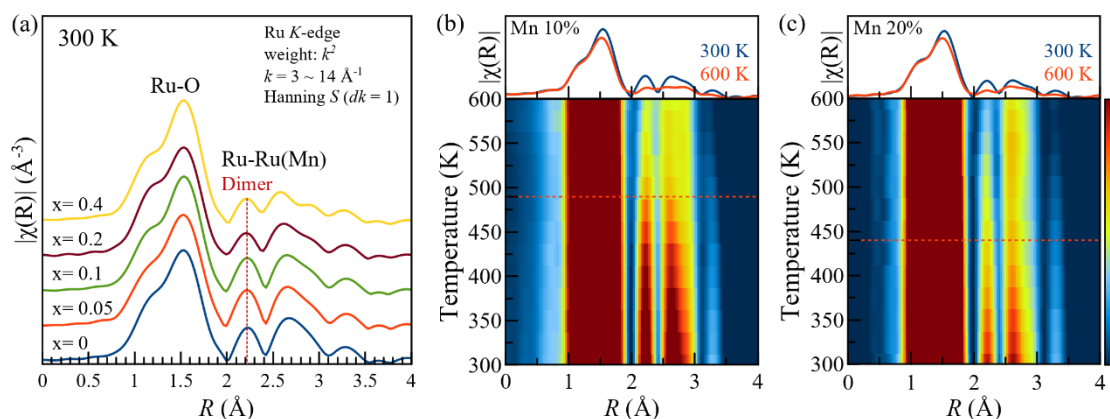 (a)
300 K
Ru K-edge
weight: k²
k = 3 ~ 14 Å⁻¹
Hanning S (dk = 1)
Ru-O
Ru-Ru(Mn)
Dimer
x= 0.4
x= 0.2
x= 0.1
x= 0.05
x= 0
|χ(R)| (Å⁻³)
0 0.5 1 1.5 2 2.5 3 3.5 4
R (Å)
(b)
Mn 10%
300 K
600 K
|χ(R)|
600
550
500
450
400
350
300
Temperature (K)
0 1 2 3 4
R (Å)
(c)
Mn 20%
300 K
600 K
|χ(R)|
600
550
500
450
400
350
300
Temperature (K)
0 1 2 3 4
R (Å)